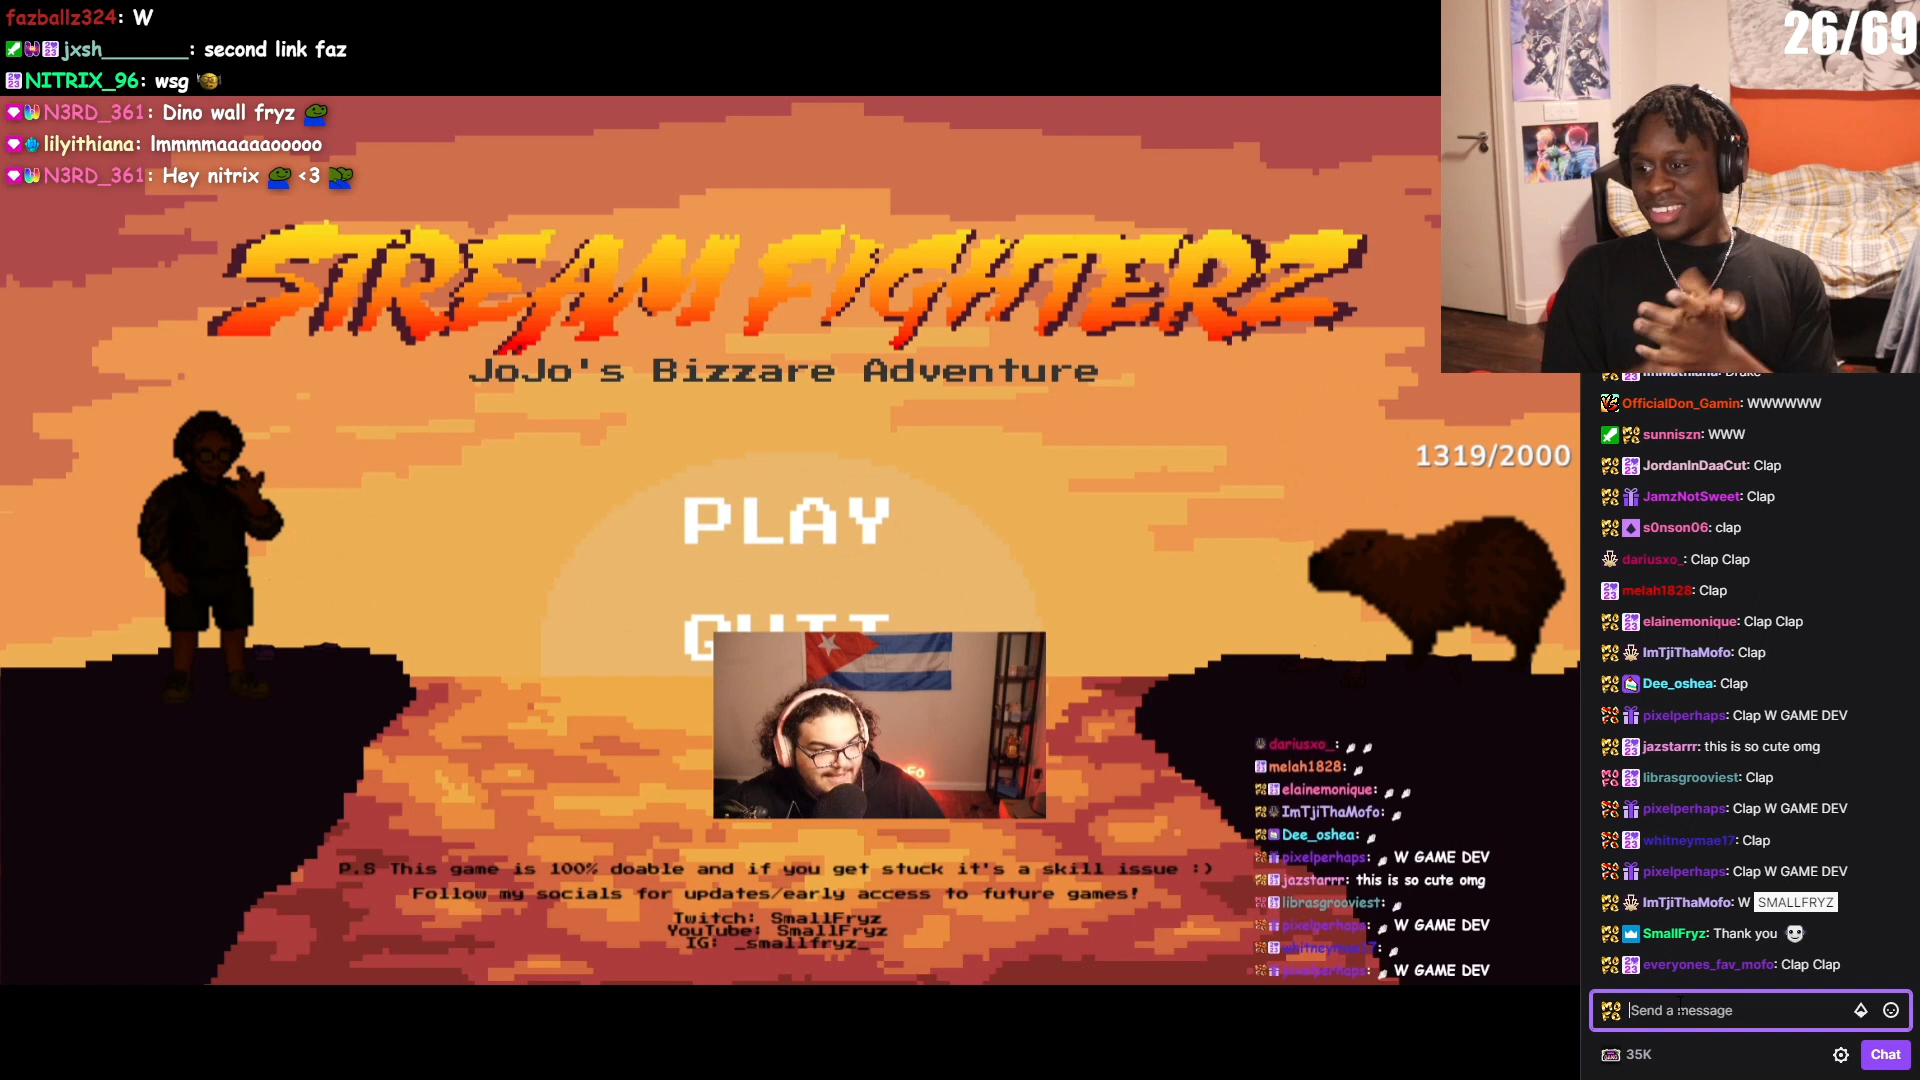 fazballz324: W
jxsh________: second link faz
NITRIX_96: wsg
N3RD_361: Dino wall fryz
lilyithiana: lmmmmaaaaaooooo
N3RD_361: Hey nitrix <3
26/69
STREAM FIGHTERZ
JoJo's Bizzare Adventure
1319/2000
PLAY
QUIT
P.S This game is 100% doable and if you get stuck it's a skill issue :)
Follow my socials for updates/early access to future games!
Twitch: SmallFryz
YouTube: SmallFryz
IG: _smallfryz_
dariusxo_:
melah1828:
elainemonique:
ImTjiThaMofo:
Dee_oshea:
pixelperhaps: W GAME DEV
jazstarrr: this is so cute omg
librasgrooviest:
pixelperhaps: W GAME DEV
whitneymae17:
pixelperhaps: W GAME DEV
OfficialDon_Gamin: WWWWWW
sunniszn: WWW
JordanInDaaCut: Clap
JamzNotSweet: Clap
s0nson06: clap
dariusxo_: Clap Clap
melah1828: Clap
elainemonique: Clap Clap
ImTjiThaMofo: Clap
Dee_oshea: Clap
pixelperhaps: Clap W GAME DEV
jazstarrr: this is so cute omg
librasgrooviest: Clap
pixelperhaps: Clap W GAME DEV
whitneymae17: Clap
pixelperhaps: Clap W GAME DEV
ImTjiThaMofo: W SMALLFRYZ
SmallFryz: Thank you
everyones_fav_mofo: Clap Clap
Send a message
35K
Chat